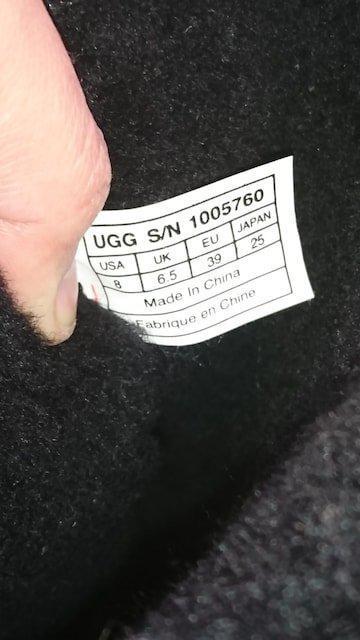 UGG S/N 1005760
USA UK EU JAPAN
8 6.5 39 25
Made In China
Fabrique en Chine